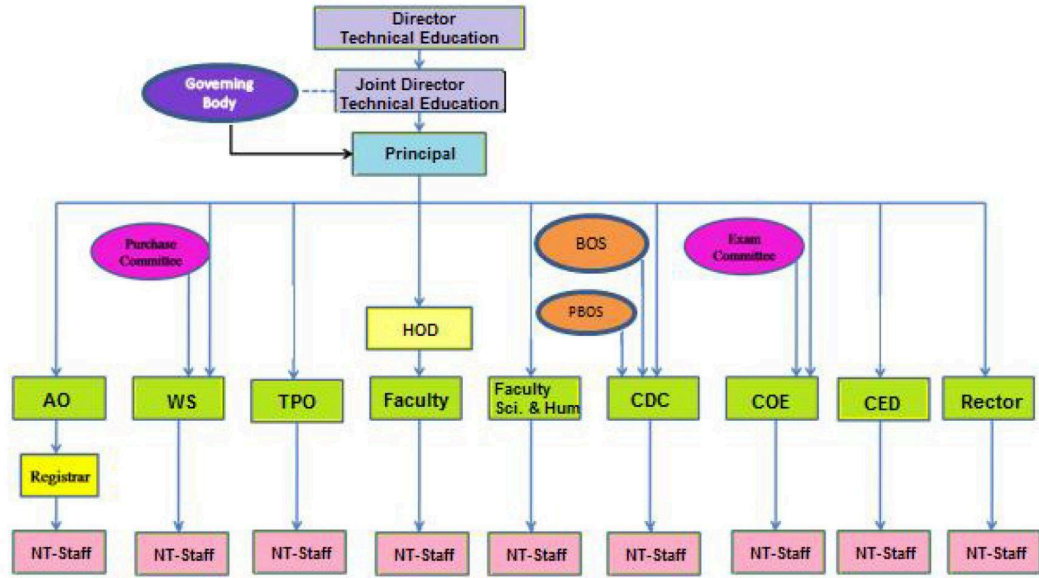 Director
Technical Education
Governing
Body
Joint Director
Technical Education
Principal
Purchase
Committee
BOS
Exam
Committee
PBOS
HOD
AO
WS
TPO
Faculty
Faculty
Sci. & Hum
CDC
COE
CED
Rector
Registrar
NT-Staff
NT-Staff
NT-Staff
NT-Staff
NT-Staff
NT-Staff
NT-Staff
NT-Staff
NT-Staff